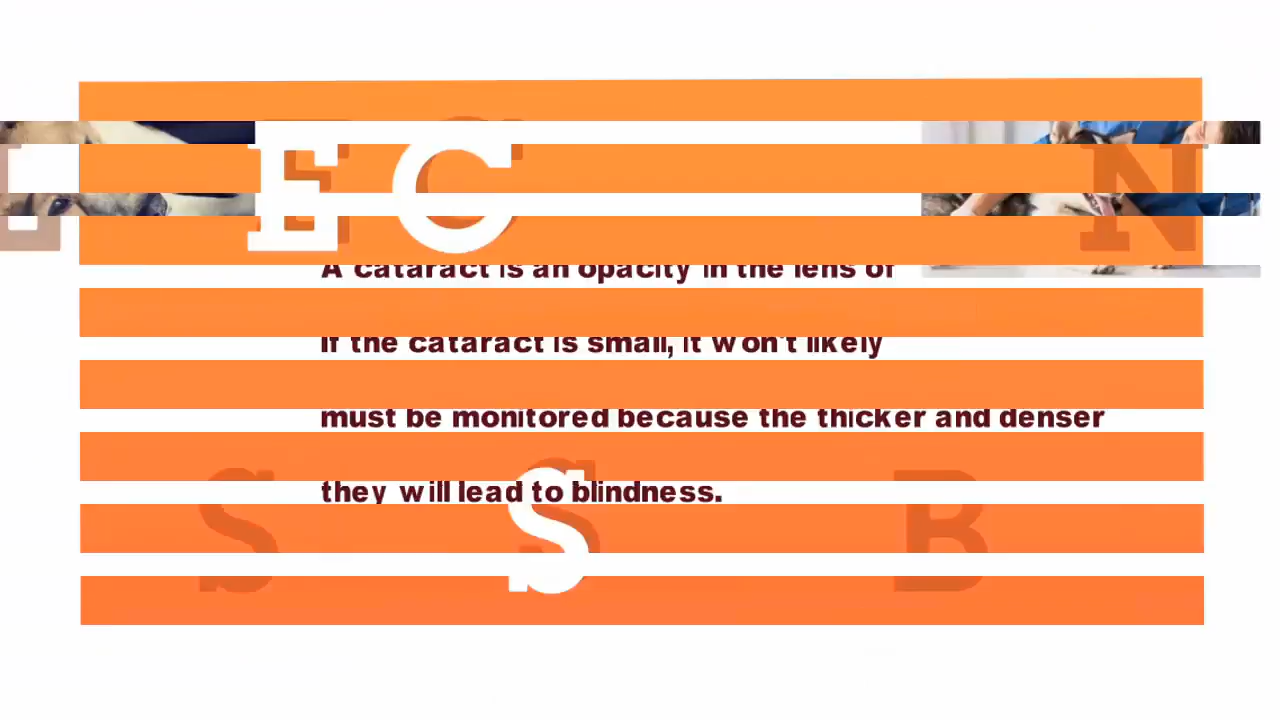 E C N
A cataract is an opacity in the lens of
If the cataract is small, it won't likely
must be monitored because the thicker and denser
they will lead to blindness.
S S B